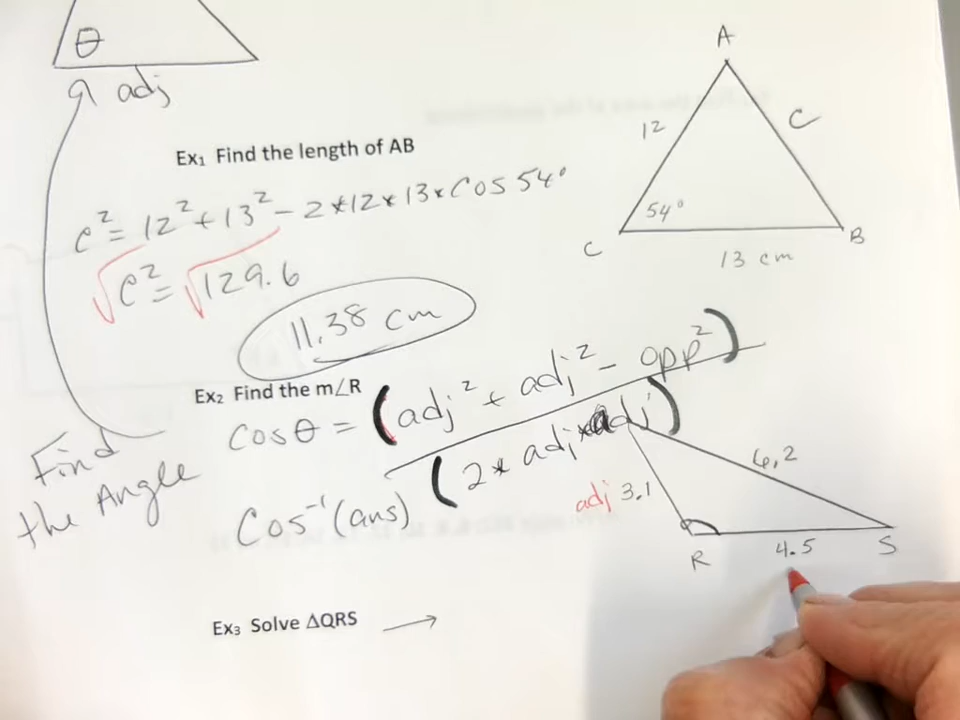 θ
adj
A
12
c
54°
C
B
13 cm
Ex1 Find the length of AB
c² = 12² + 13² - 2*12*13*Cos 54°
√c² = √129.6
11.38 cm
Ex2 Find the m∠R
Cosθ = (adj² + adj² - opp²)
(2* adj*adj)
Cos⁻¹(ans)
Find
the Angle
adj 3.1
6,2
R
4.5
S
Ex3 Solve ΔQRS →